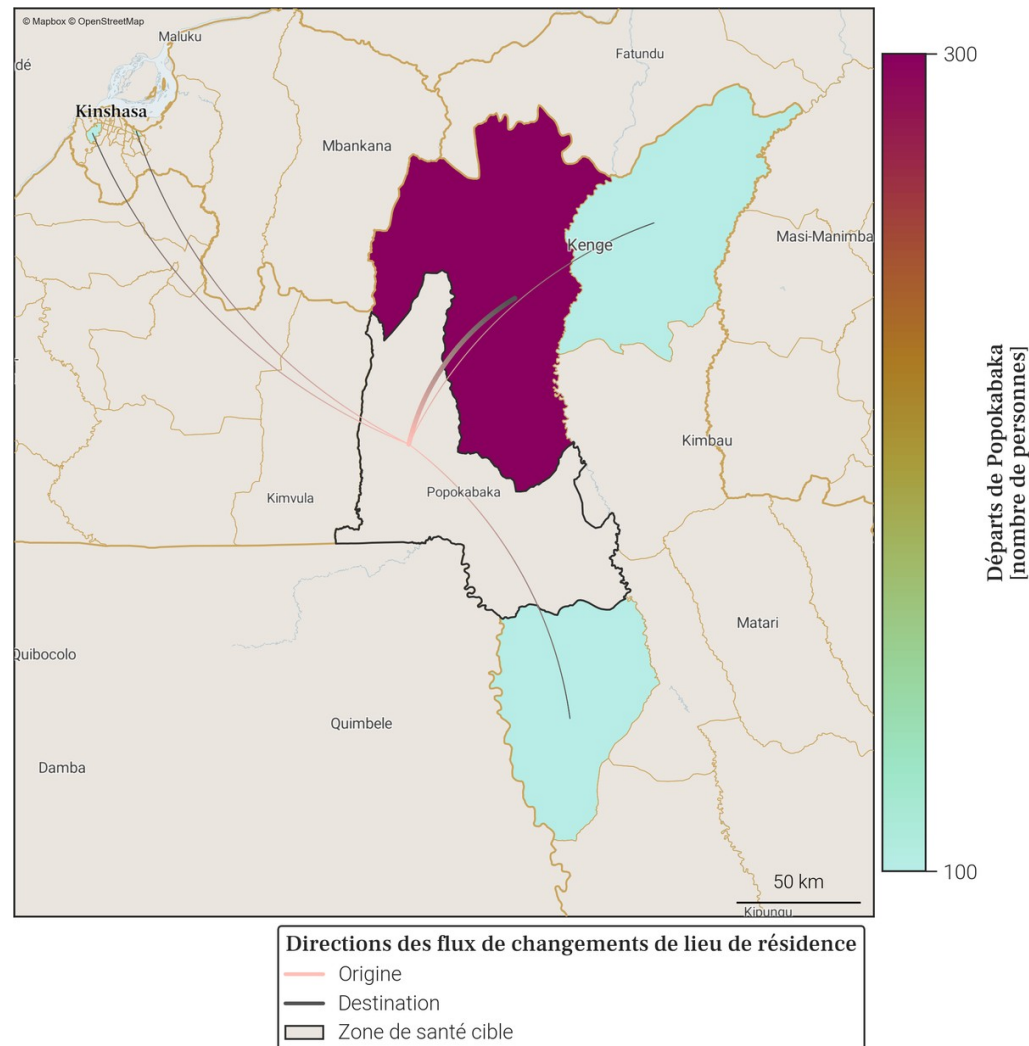 © Mapbox © OpenStreetMap
Maluku
dé
Fatundu
Kinshasa
Mbankana
Kenge
Masi-Manimba
Kimbau
Kimvula
Popokabaka
Matari
Quibocolo
Quimbele
Damba
50 km
Kipungu
300
100
Départs de Popokabaka
[nombre de personnes]
Directions des flux de changements de lieu de résidence
Origine
Destination
Zone de santé cible